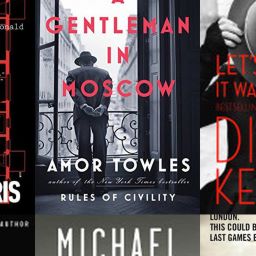 onald
RIS
AUTHOR
A
GENTLEMAN
IN
MOSCOW
AMOR TOWLES
author of the New York Times bestseller
RULES OF CIVILITY
MICHAEL
LET'S
IT WA
BESTSELLING
DI
KE
LONDON.
THIS COULD B
LAST GAMES E